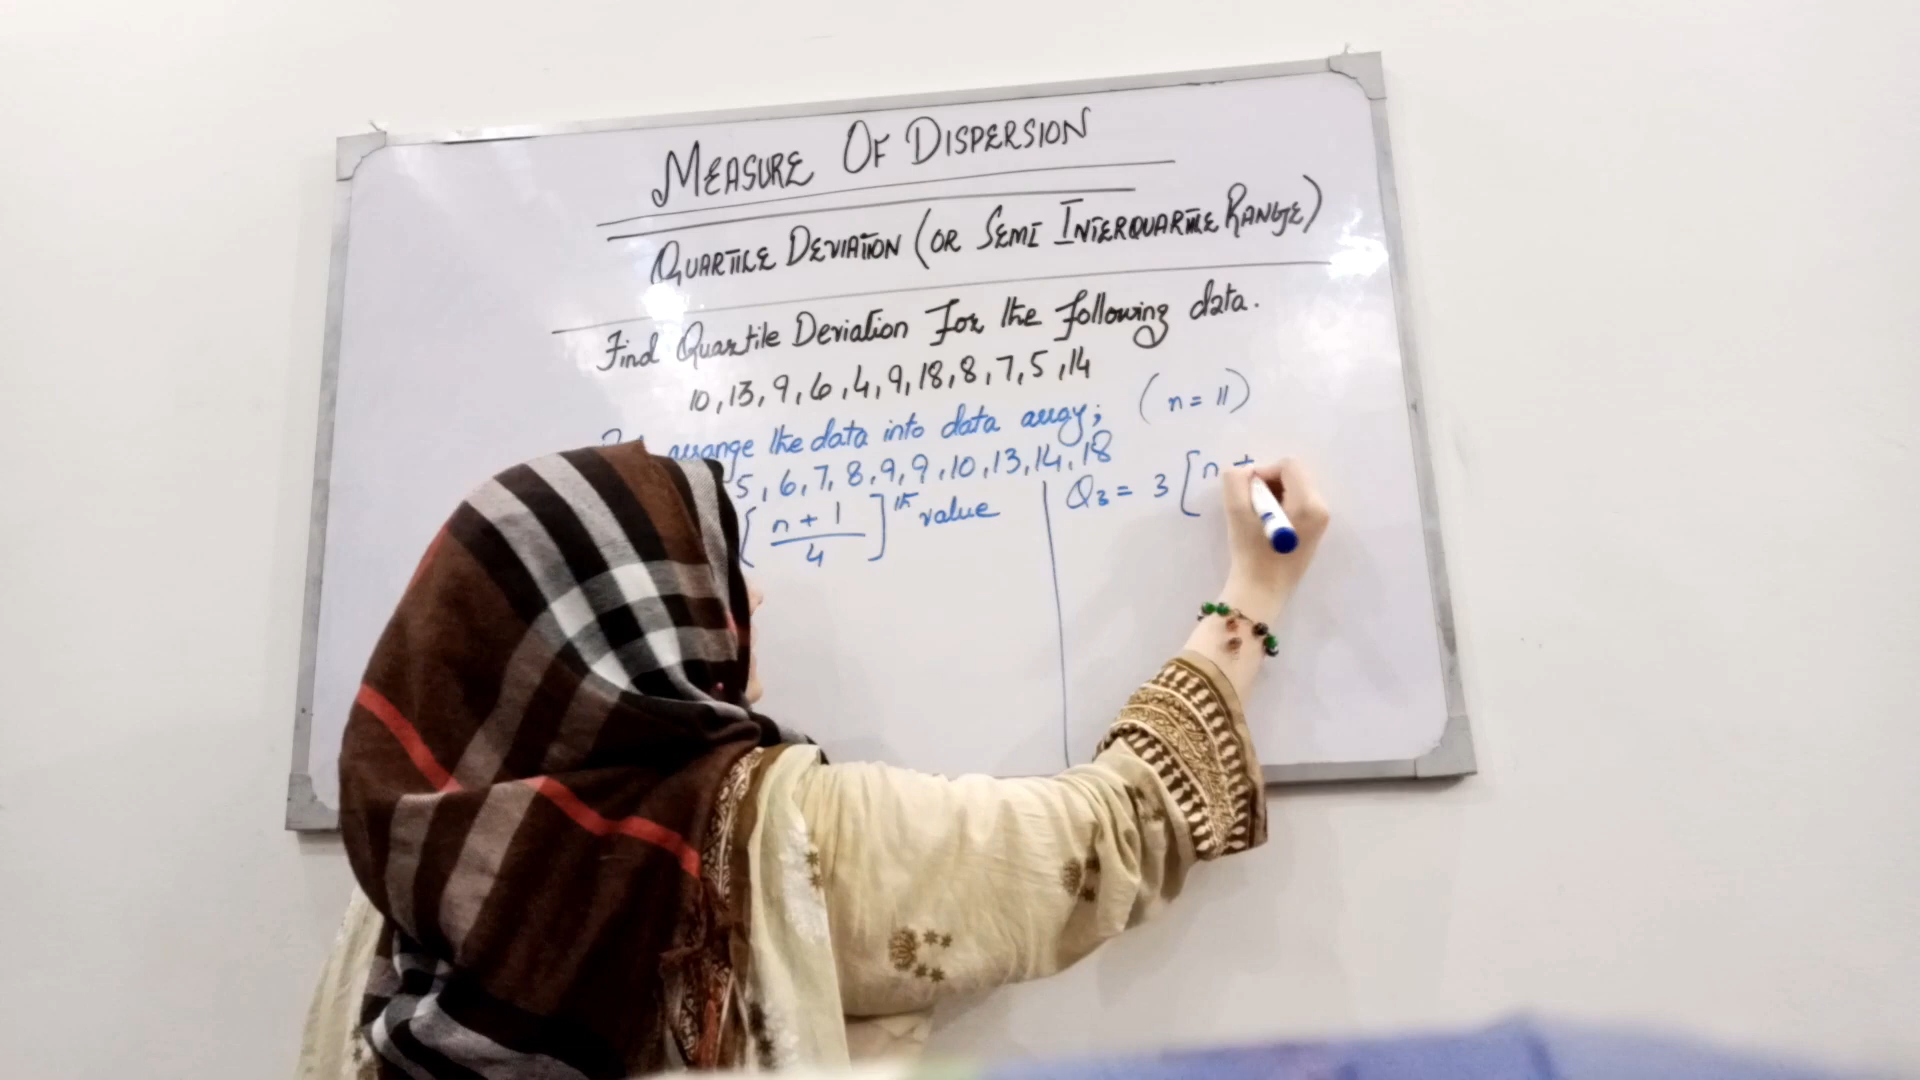 MEASURE OF DISPERSION
QUARTILE DEVIATION (OR SEMI INTERQUARTILE RANGE)
Find Quartile Deviation For the following data.
10, 13, 9, 6, 4, 9, 18, 8, 7, 5, 14
arrange the data into data array; (n = 11)
5, 6, 7, 8, 9, 9, 10, 13, 14, 18
[n + 1 / 4]th value
Q3 = 3 [n +